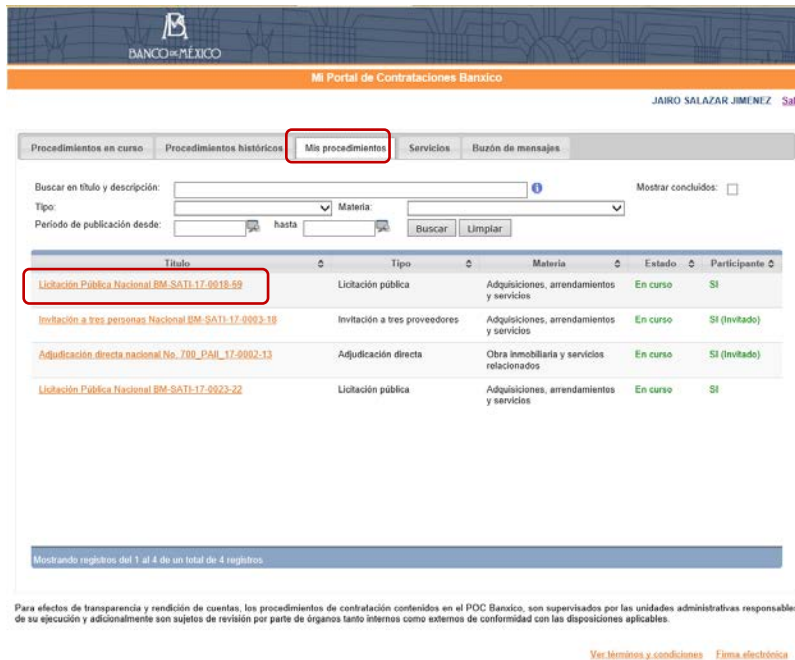 BANCO DE MÉXICO
Mi Portal de Contrataciones Banxico
JAIRO SALAZAR JIMENEZ Sal
Procedimientos en curso Procedimientos históricos Mis procedimientos Servicios Buzón de mensajes
Buscar en título y descripción: Mostrar concluidos:
Tipo: Materia:
Periodo de publicación desde: hasta Buscar Limpiar
Título Tipo Materia Estado Participante
Licitación Pública Nacional BM-SATI-17-0018-59 Licitación pública Adquisiciones, arrendamientos y servicios En curso SI
Invitación a tres personas Nacional BM-SATI-17-0003-18 Invitación a tres proveedores Adquisiciones, arrendamientos y servicios En curso SI (Invitado)
Adjudicación directa nacional No. 700_PAII_17-0002-13 Adjudicación directa Obra inmobiliaria y servicios relacionados En curso SI (Invitado)
Licitación Pública Nacional BM-SATI-17-0023-22 Licitación pública Adquisiciones, arrendamientos y servicios En curso SI
Mostrando registros del 1 al 4 de un total de 4 registros
Para efectos de transparencia y rendición de cuentas, los procedimientos de contratación contenidos en el POC Banxico, son supervisados por las unidades administrativas responsables
de su ejecución y adicionalmente son sujetos de revisión por parte de órganos tanto internos como externos de conformidad con las disposiciones aplicables.
Ver términos y condiciones Firma electrónica